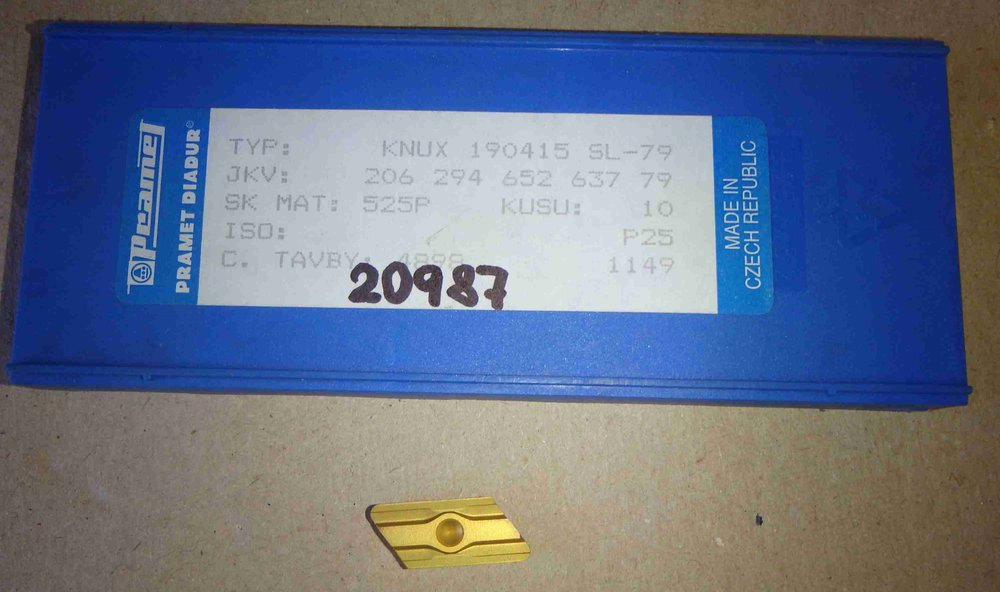 Pramet
PRAMET DIADUR®
TYP: KNUX 190415 SL-79
JKV: 206 294 652 637 79
SK MAT: 525P KUSU: 10
ISO: P25
C. TAVBY: 4898 1149
20987
MADE IN
CZECH REPUBLIC